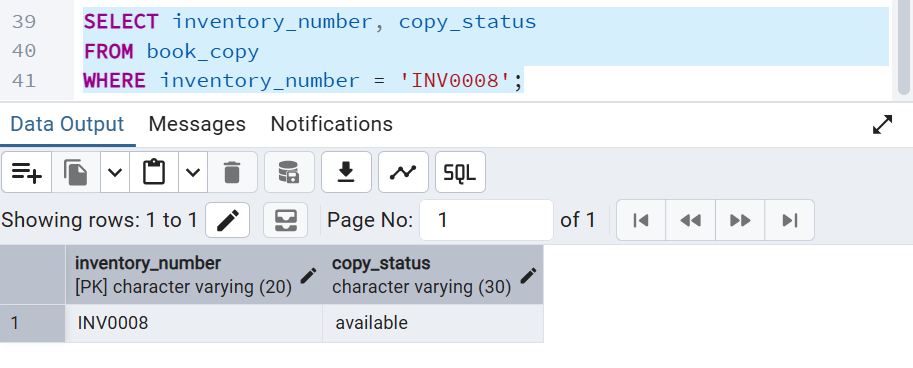 39 SELECT inventory_number, copy_status
40 FROM book_copy
41 WHERE inventory_number = 'INV0008';
Data Output Messages Notifications
SQL
Showing rows: 1 to 1 Page No: 1 of 1
inventory_number copy_status
[PK] character varying (20) character varying (30)
1 INV0008 available